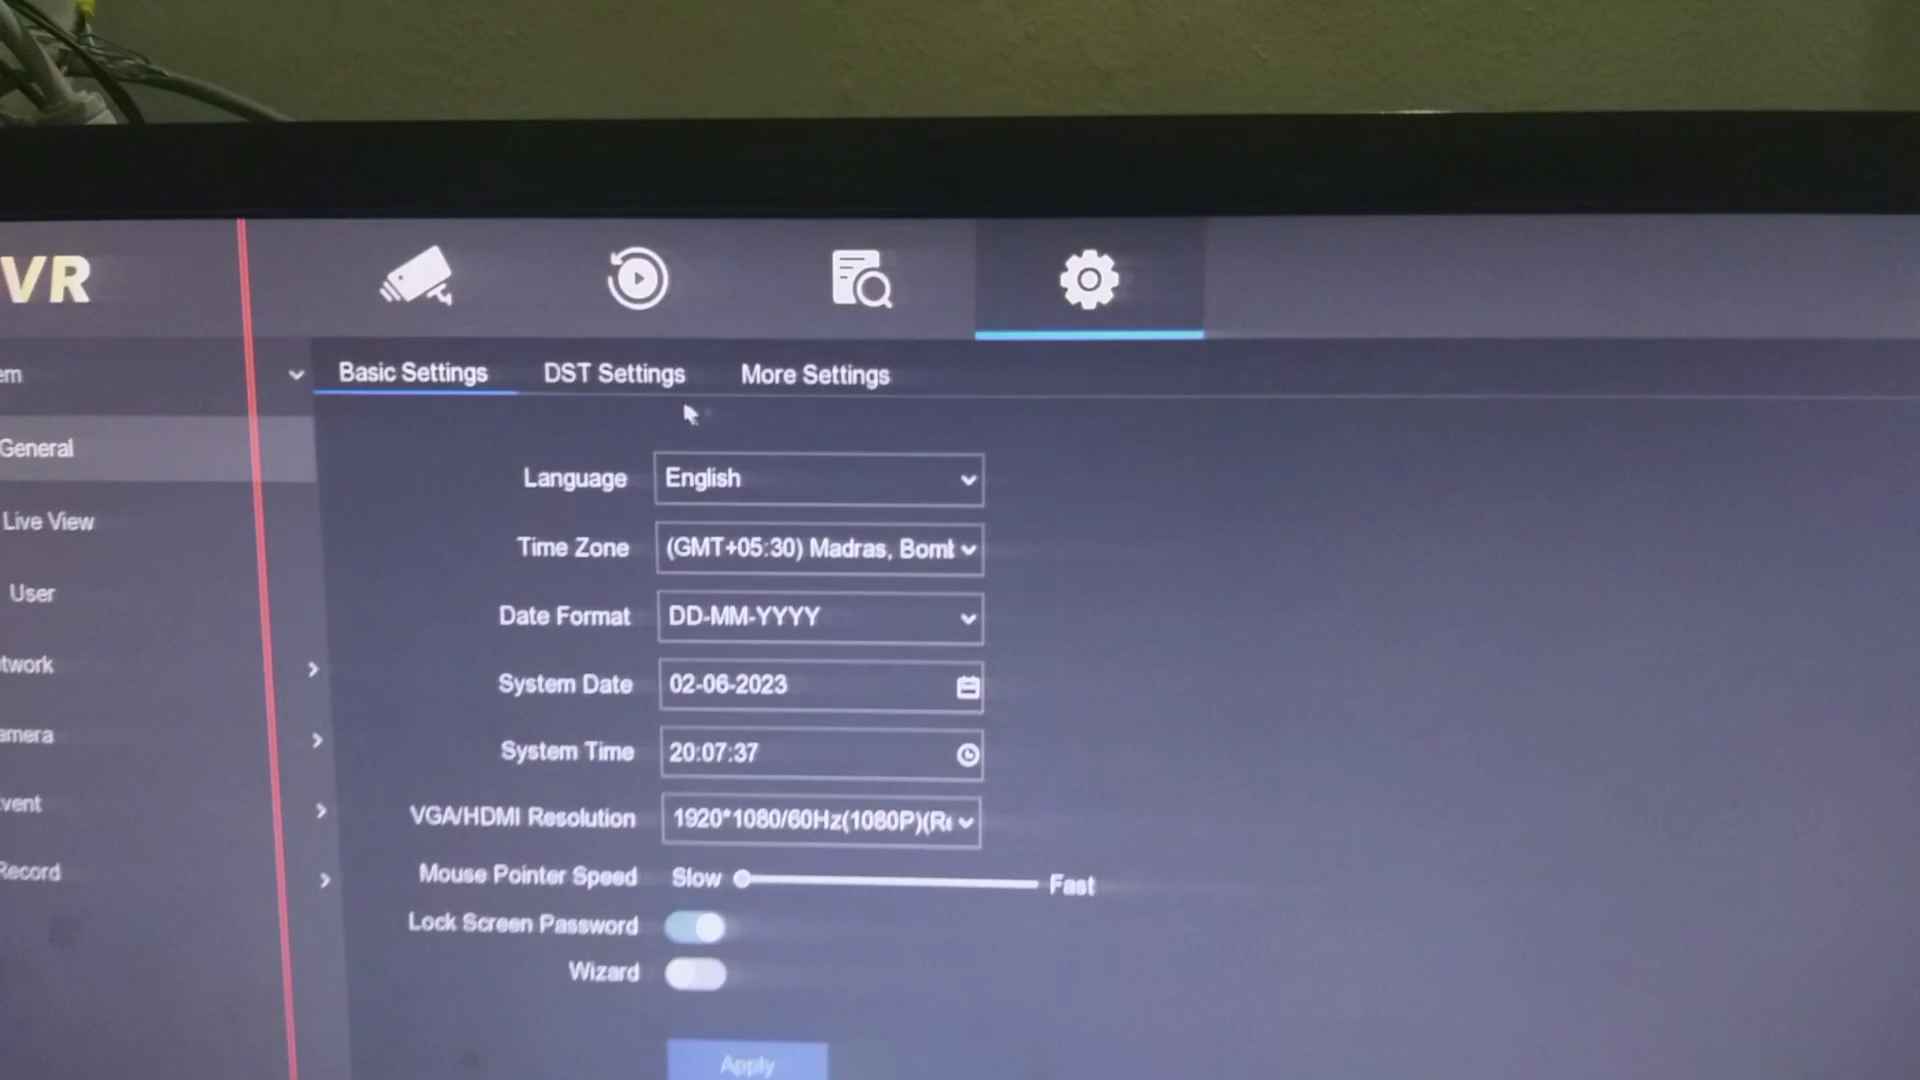 VR
em
Basic Settings
DST Settings
More Settings
General
Live View
User
twork
amera
vent
Record
Language
English
Time Zone
(GMT+05:30) Madras, Bomb
Date Format
DD-MM-YYYY
System Date
02-06-2023
System Time
20:07:37
VGA/HDMI Resolution
1920*1080/60Hz(1080P)(Re
Mouse Pointer Speed
Slow
Fast
Lock Screen Password
Wizard
Apply